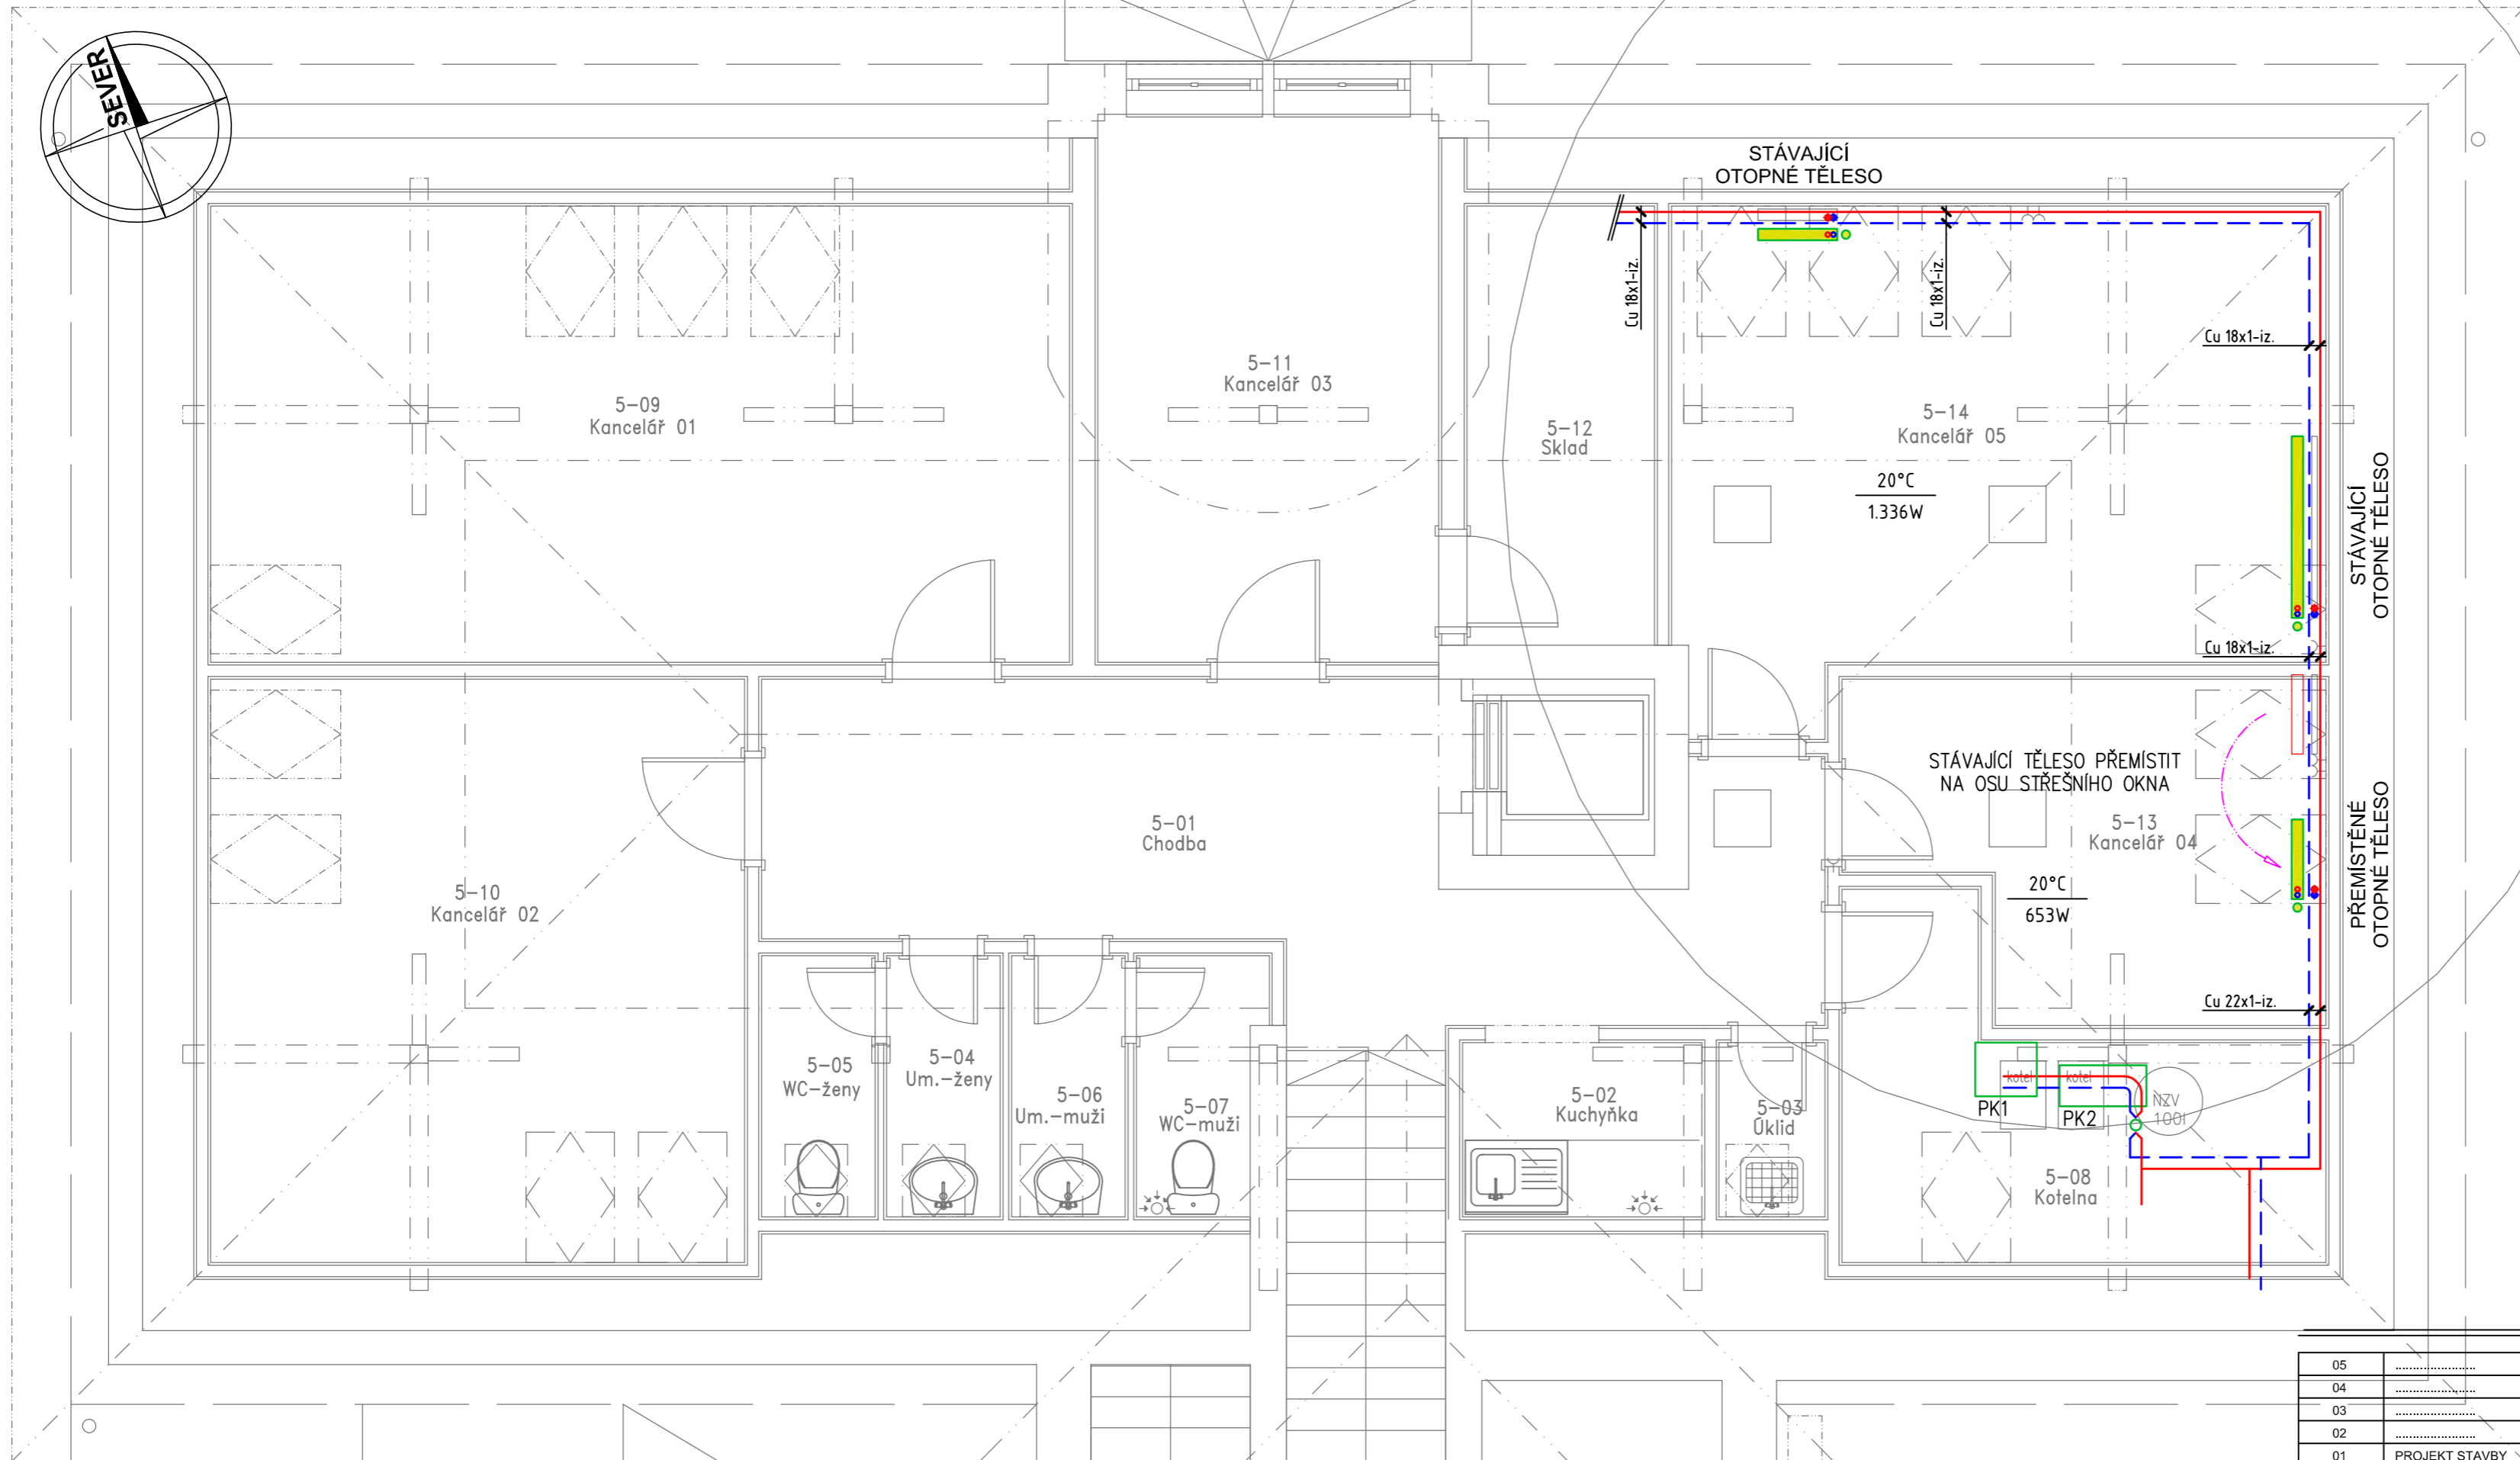 SEVER
STÁVAJÍCÍ
OTOPNÉ TĚLESO
Cu 18x1-iz.
Cu 18x1-iz.
Cu 18x1-iz.
5-11
Kancelář 03
5-09
Kancelář 01
5-12
Sklad
5-14
Kancelář 05
20°C
1.336W
STÁVAJÍCÍ
OTOPNÉ TĚLESO
Cu 18x1-iz.
STÁVAJÍCÍ TĚLESO PŘEMÍSTIT
NA OSU STŘEŠNÍHO OKNA
5-01
Chodba
5-13
Kancelář 04
PŘEMÍSTĚNÉ
OTOPNÉ TĚLESO
5-10
Kancelář 02
20°C
653W
Cu 22x1-iz.
5-05
WC-ženy
5-04
Um.-ženy
5-06
Um.-muži
5-07
WC-muži
5-02
Kuchyňka
5-03
Úklid
kotel
kotel
PK1
PK2
NZV
100l
5-08
Kotelna
05 ........................
04 ........................
03 ........................
02 ........................
01 PROJEKT STAVBY